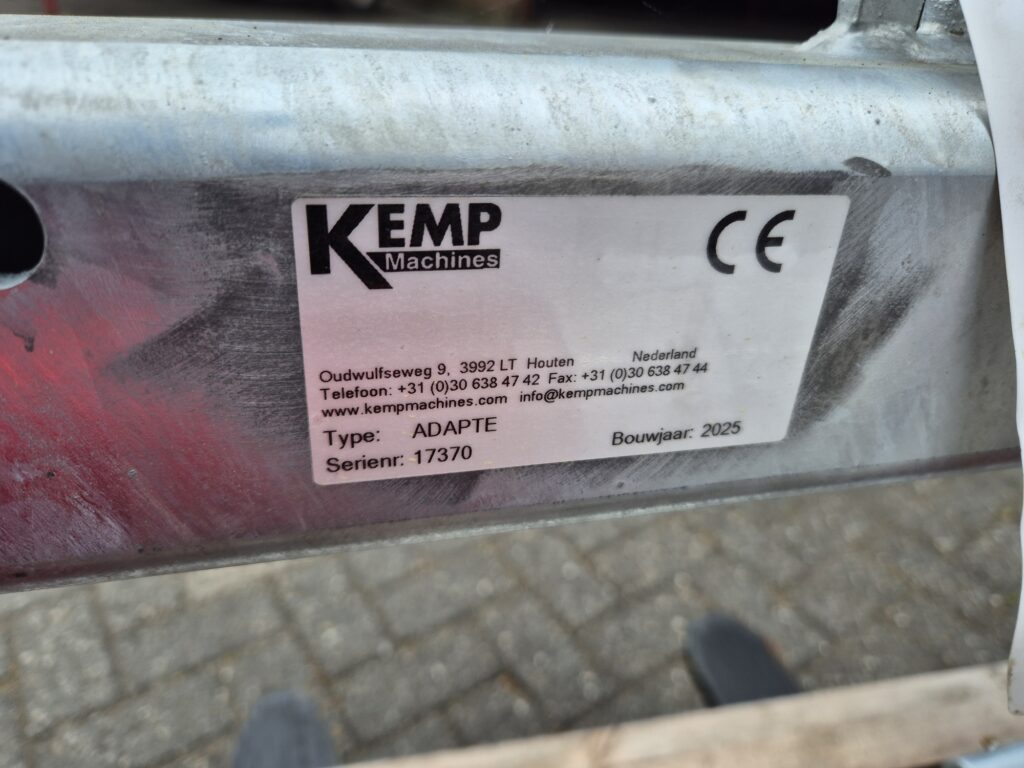 KEMP
Machines
CE
Oudwulfseweg 9, 3992 LT Houten Nederland
Telefoon: +31 (0)30 638 47 42 Fax: +31 (0)30 638 47 44
www.kempmachines.com info@kempmachines.com
Type: ADAPTE
Serienr: 17370 Bouwjaar: 2025